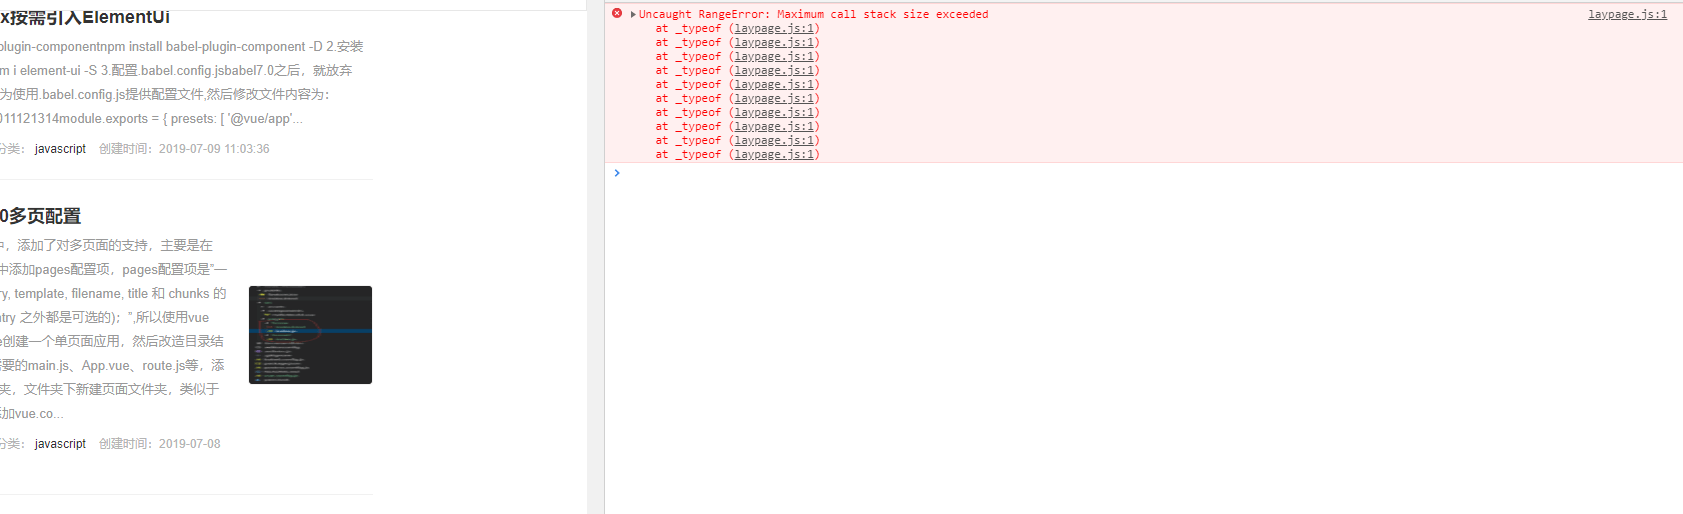 x按需引入ElementUi
plugin-componentnpm install babel-plugin-component -D 2.安装
m i element-ui -S 3.配置.babel.config.jsbabel7.0之后，就放弃
为使用.babel.config.js提供配置文件,然后修改文件内容为：
011121314module.exports = { presets: [ '@vue/app'...
分类： javascript 创建时间：2019-07-09 11:03:36
0多页配置
中，添加了对多页面的支持，主要是在
中添加pages配置项，pages配置项是”一
ry, template, filename, title 和 chunks 的
ntry 之外都是可选的)；”,所以使用vue
e创建一个单页面应用，然后改造目录结
需要的main.js、App.vue、route.js等，添
夹，文件夹下新建页面文件夹，类似于
添加vue.co...
分类： javascript 创建时间：2019-07-08
Uncaught RangeError: Maximum call stack size exceeded laypage.js:1
at _typeof (laypage.js:1)
at _typeof (laypage.js:1)
at _typeof (laypage.js:1)
at _typeof (laypage.js:1)
at _typeof (laypage.js:1)
at _typeof (laypage.js:1)
at _typeof (laypage.js:1)
at _typeof (laypage.js:1)
at _typeof (laypage.js:1)
at _typeof (laypage.js:1)